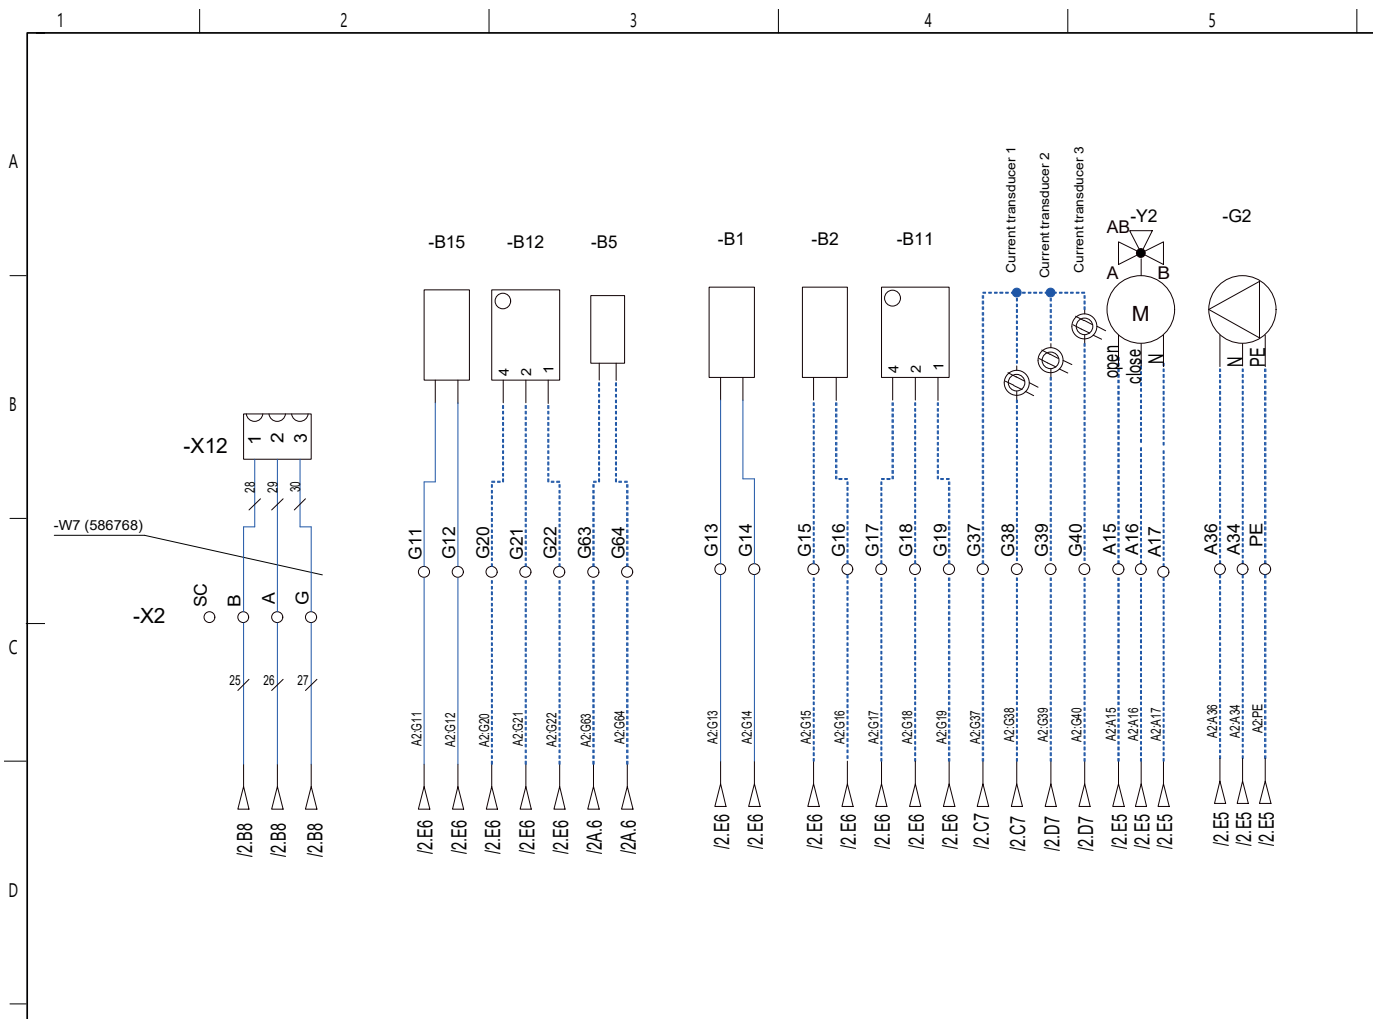 1 2 3 4 5
A
B
C
D
Current transducer 1
Current transducer 2
Current transducer 3
-B15 -B12 -B5 -B1 -B2 -B11 -Y2 -G2
AB
A B
M
4 2 1
4 2 1
open close N
N PE
-X12
1 2 3
28 29 30
-W7 (586768)
G11 G12 G20 G21 G22 G63 G64 G13 G14 G15 G16 G17 G18 G19 G37 G38 G39 G40 A15 A16 A17 A36 A34 PE
-X2
SC B A G
25 26 27
A2:G11 A2:G12 A2:G20 A2:G21 A2:G22 A2:G63 A2:G64 A2:G13 A2:G14 A2:G15 A2:G16 A2:G17 A2:G18 A2:G19 A2:G37 A2:G38 A2:G39 A2:G40 A2:A15 A2:A16 A2:A17 A2:A36 A2:A34 A2:PE
/2.B8 /2.B8 /2.B8 /2.E6 /2.E6 /2.E6 /2.E6 /2.E6 /2A.6 /2A.6 /2.E6 /2.E6 /2.E6 /2.E6 /2.E6 /2.E6 /2.E6 /2.C7 /2.C7 /2.D7 /2.D7 /2.E5 /2.E5 /2.E5 /2.E5 /2.E5 /2.E5